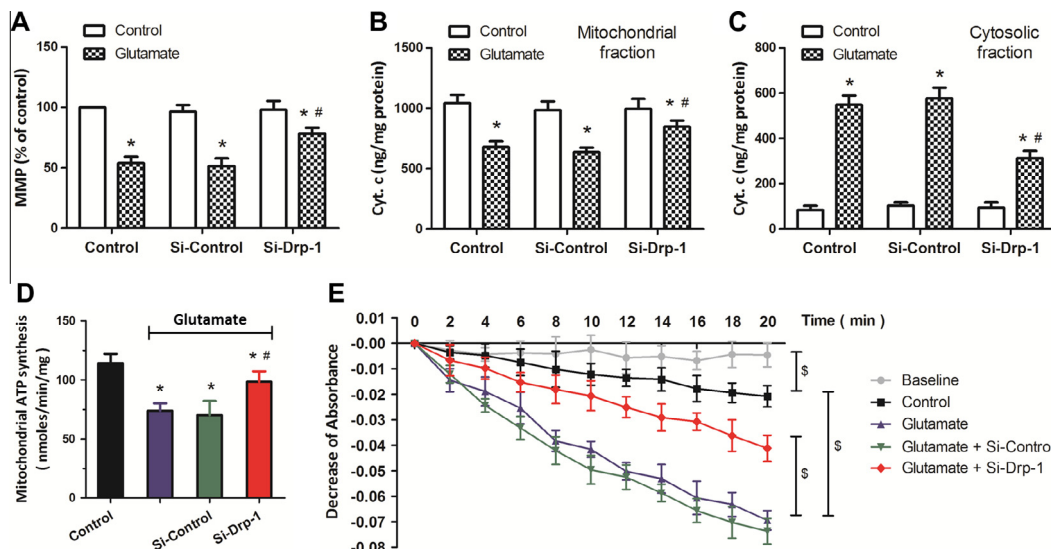 A
Control
Glutamate
MMP (% of control)
150
100
50
0
*
*
* #
Control Si-Control Si-Drp-1
B
Control
Glutamate
Mitochondrial
fraction
Cyt. c (ng/mg protein)
1500
1000
500
0
*
*
* #
Control Si-Control Si-Drp-1
C
Control
Glutamate
Cytosolic
fraction
Cyt. c (ng/mg protein)
800
600
400
200
0
*
*
* #
Control Si-Control Si-Drp-1
D
Mitochondrial ATP synthesis
( nmoles/min/mg )
150
100
50
0
Glutamate
*
*
* #
Control Si-Control Si-Drp-1
E
0 2 4 6 8 10 12 14 16 18 20 Time ( min )
Decrease of Absorbance
0.01
-0.00
-0.01
-0.02
-0.03
-0.04
-0.05
-0.06
-0.07
-0.08
$
$
$
Baseline
Control
Glutamate
Glutamate + Si-Contro
Glutamate + Si-Drp-1